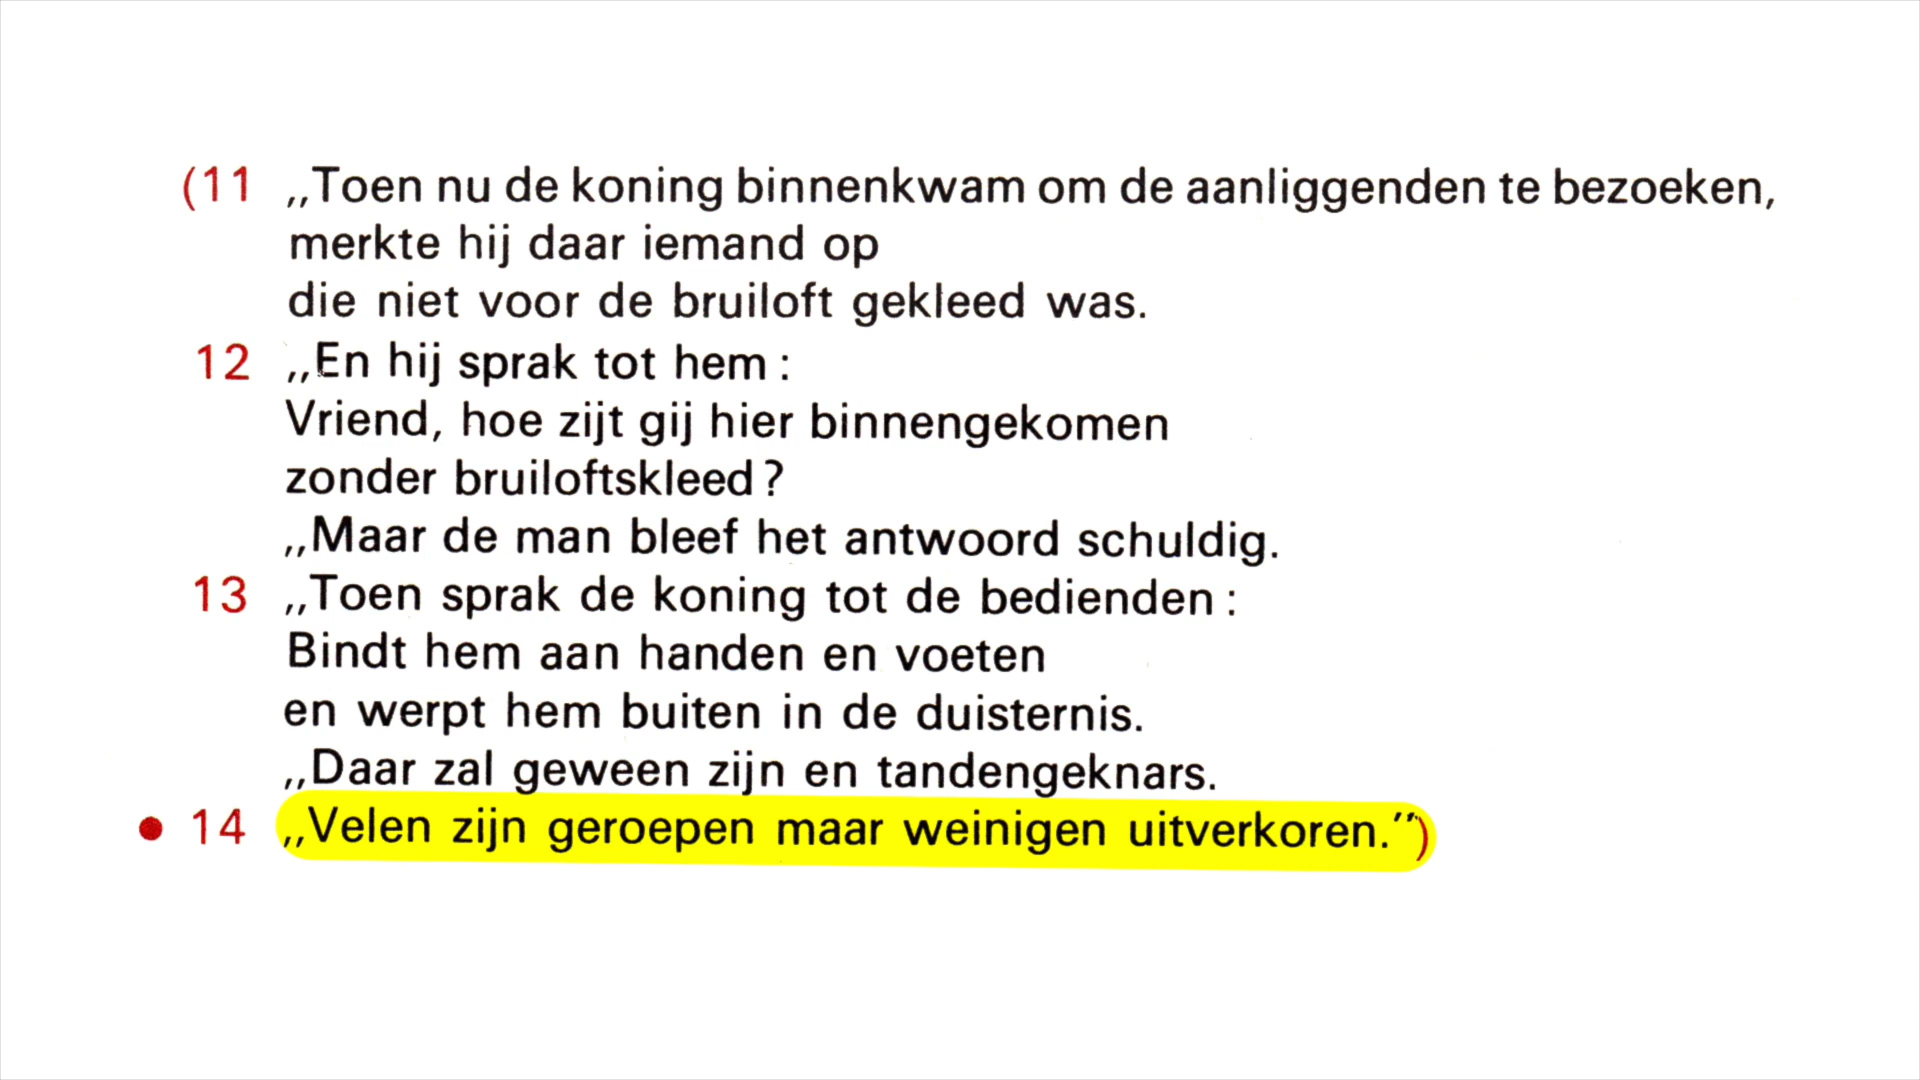 (11 ,,Toen nu de koning binnenkwam om de aanliggenden te bezoeken,
merkte hij daar iemand op
die niet voor de bruiloft gekleed was.
12 ,,En hij sprak tot hem :
Vriend, hoe zijt gij hier binnengekomen
zonder bruiloftskleed ?
,,Maar de man bleef het antwoord schuldig.
13 ,,Toen sprak de koning tot de bedienden :
Bindt hem aan handen en voeten
en werpt hem buiten in de duisternis.
,,Daar zal geween zijn en tandengeknars.
• 14 ,,Velen zijn geroepen maar weinigen uitverkoren.”)